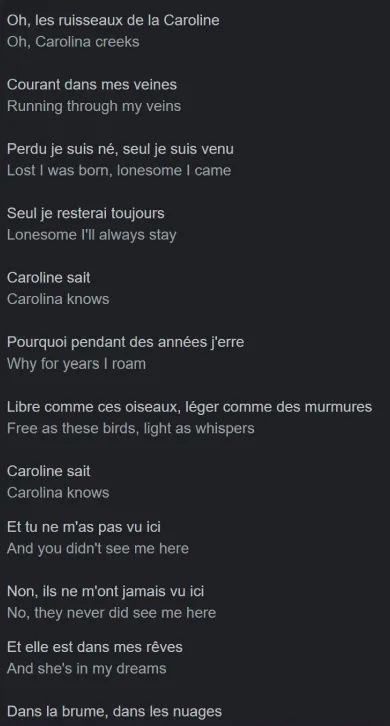 Oh, les ruisseaux de la Caroline
Oh, Carolina creeks
Courant dans mes veines
Running through my veins
Perdu je suis né, seul je suis venu
Lost I was born, lonesome I came
Seul je resterai toujours
Lonesome I'll always stay
Caroline sait
Carolina knows
Pourquoi pendant des années j'erre
Why for years I roam
Libre comme ces oiseaux, léger comme des murmures
Free as these birds, light as whispers
Caroline sait
Carolina knows
Et tu ne m'as pas vu ici
And you didn't see me here
Non, ils ne m'ont jamais vu ici
No, they never did see me here
Et elle est dans mes rêves
And she's in my dreams
Dans la brume, dans les nuages